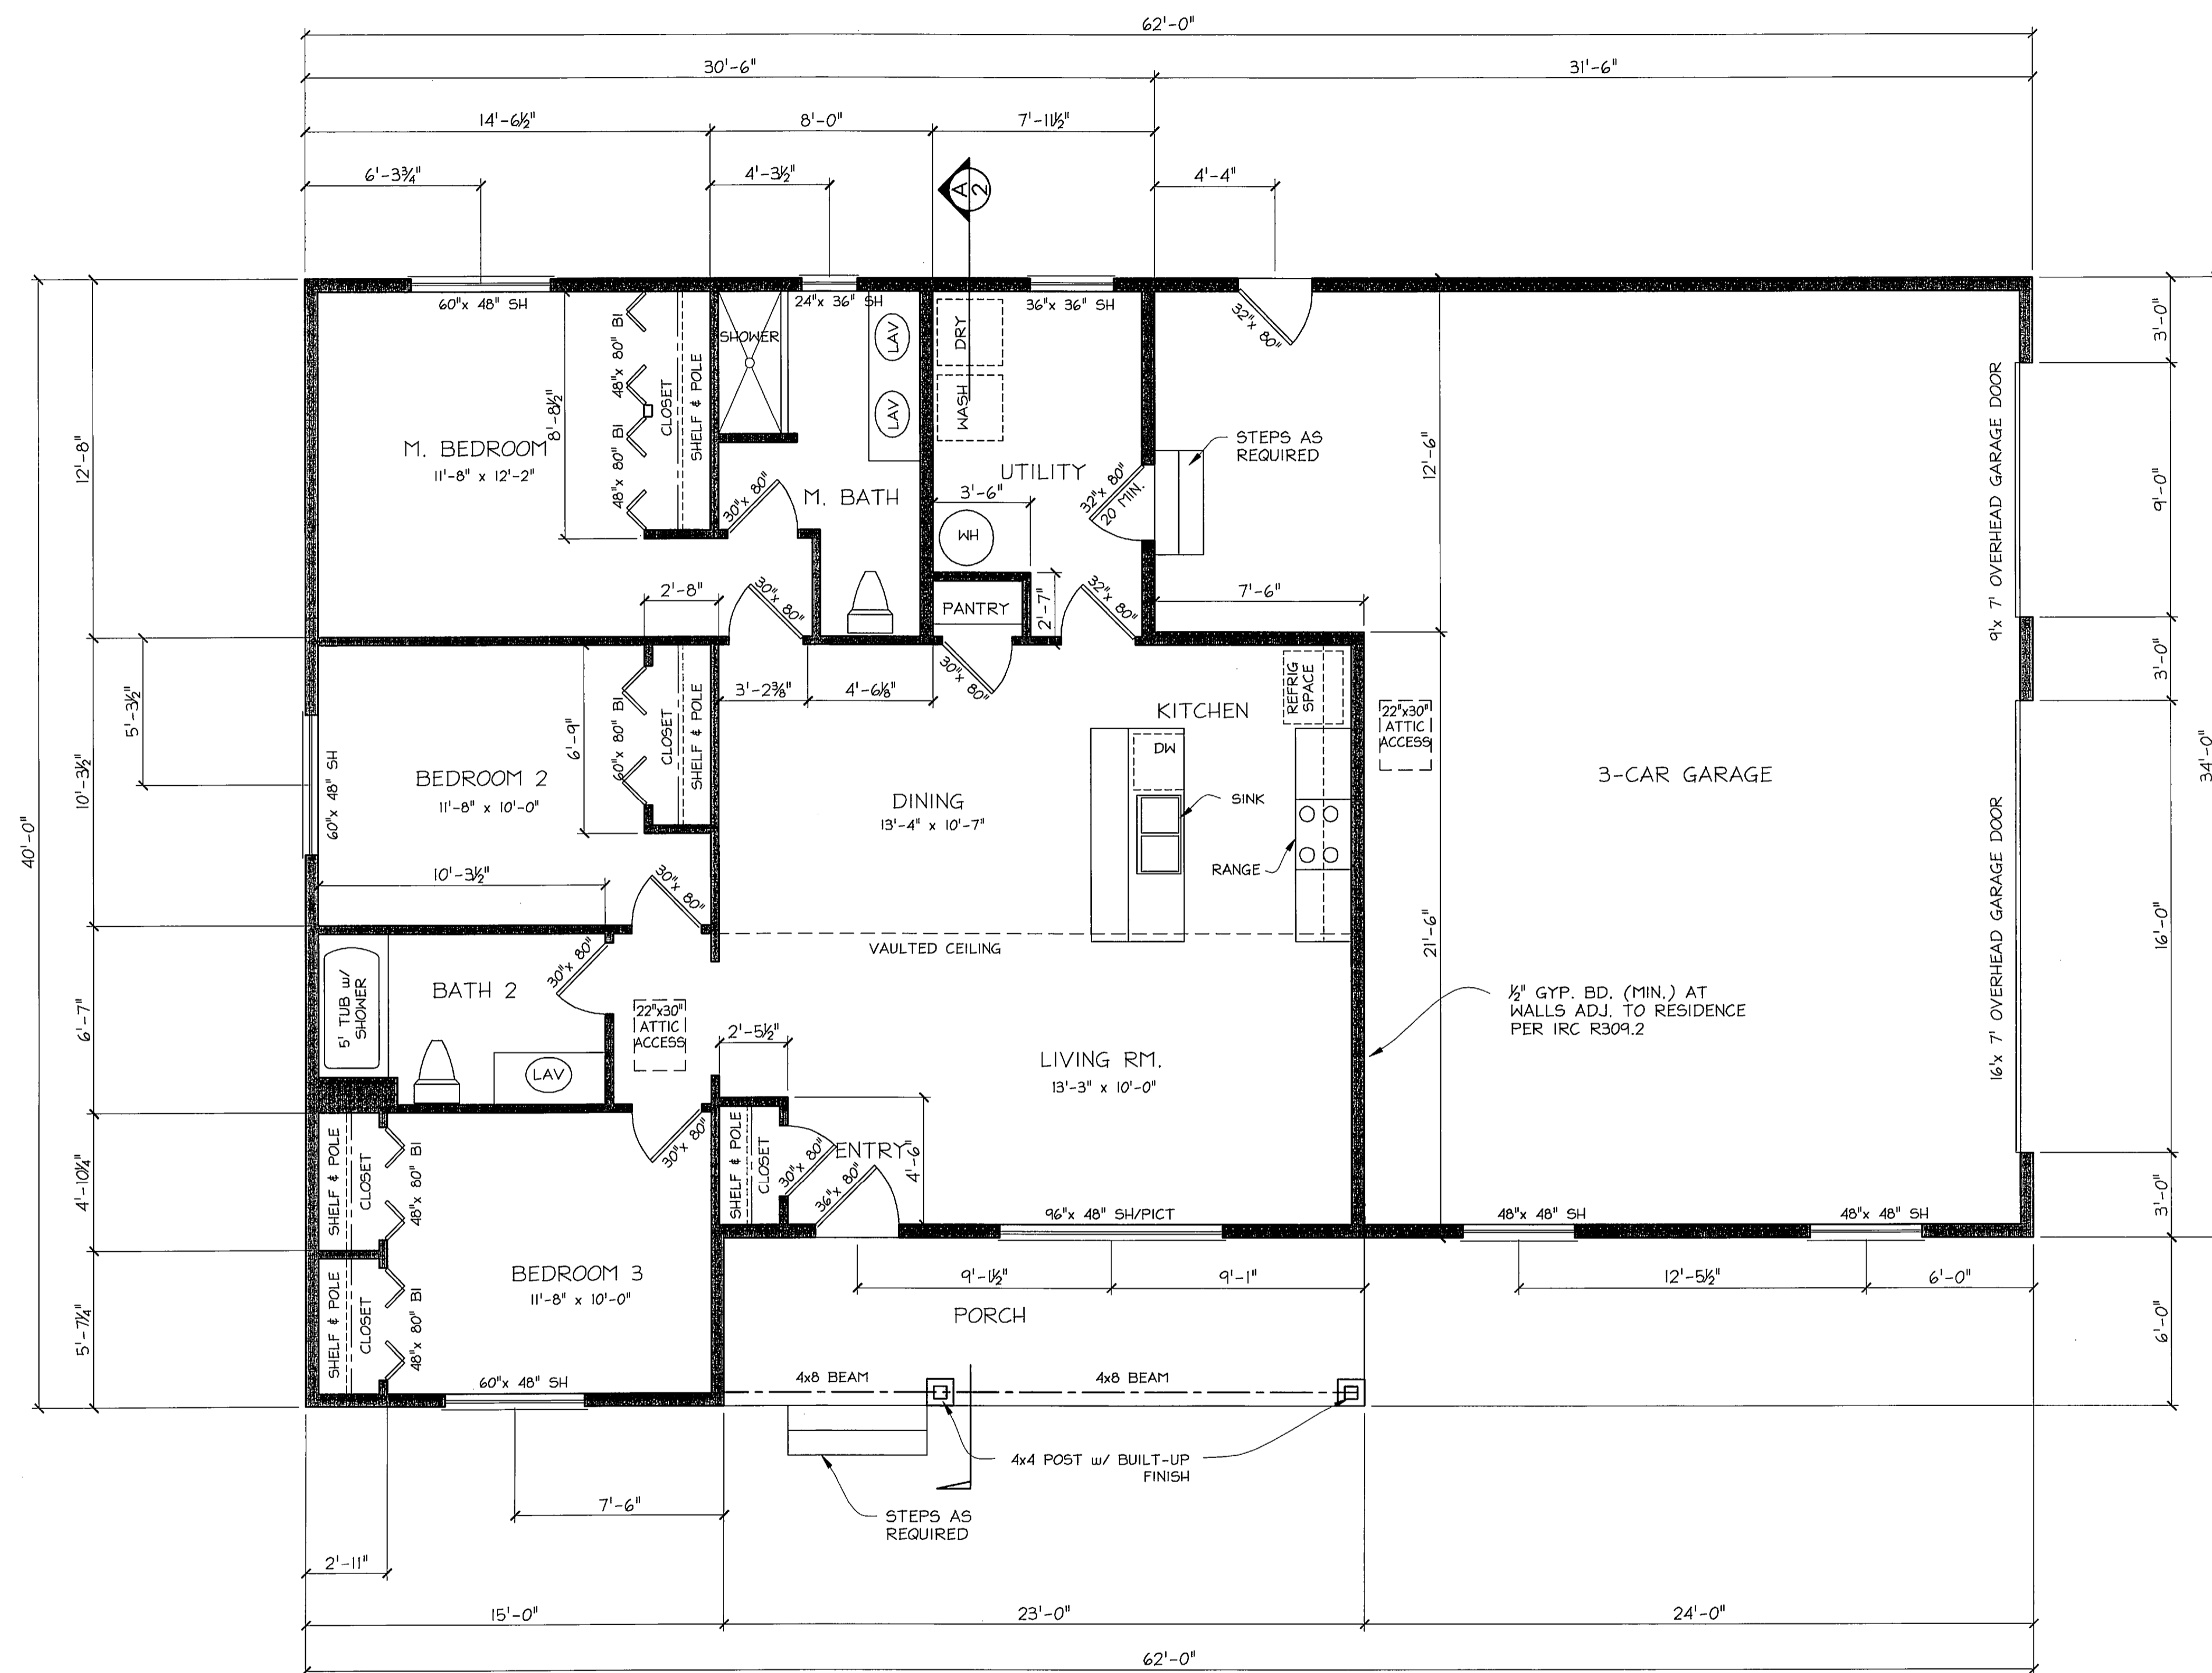 62'-0"
30'-6"
31'-6"
14'-6½"
8'-0"
7'-11½"
6'-3¾"
4'-3½"
A
2
4'-4"
60"x 48" SH
24"x 36" SH
36"x 36" SH
32"x 80"
3'-0"
SHOWER
LAV
LAV
DRY
WASH
48"x 80" BI
48"x 80" BI
8'-8½"
CLOSET
SHELF & POLE
M. BEDROOM
11'-8" x 12'-2"
12'-8"
M. BATH
30"x 80"
UTILITY
3'-6"
WH
32"x 80"
20 MIN.
STEPS AS
REQUIRED
12'-6"
9'x 7' OVERHEAD GARAGE DOOR
9'-0"
2'-8"
30"x 80"
PANTRY
2'-7"
32"x 80"
7'-6"
30"x 80"
3'-2⅜"
4'-6⅛"
5'-3½"
10'-3½"
60"x 48" SH
BEDROOM 2
11'-8" x 10'-0"
6'-9"
60"x 80" BI
CLOSET
SHELF & POLE
10'-3½"
30"x 80"
KITCHEN
REFRIG
SPACE
DW
SINK
RANGE
DINING
13'-4" x 10'-7"
22"x30"
ATTIC
ACCESS
3-CAR GARAGE
3'-0"
34'-0"
40'-0"
VAULTED CEILING
21'-6"
16'x 7' OVERHEAD GARAGE DOOR
16'-0"
6'-7"
5' TUB w/
SHOWER
BATH 2
30"x 80"
LAV
22"x30"
ATTIC
ACCESS
2'-5½"
LIVING RM.
13'-3" x 10'-0"
½" GYP. BD. (MIN.) AT
WALLS ADJ. TO RESIDENCE
PER IRC R309.2
4'-10¼"
SHELF & POLE
CLOSET
48"x 80" BI
30"x 80"
SHELF & POLE
CLOSET
30"x 80"
ENTRY
36"x 80"
4'-6"
96"x 48" SH/PICT
48"x 48" SH
48"x 48" SH
3'-0"
5'-7¼"
SHELF & POLE
CLOSET
48"x 80" BI
BEDROOM 3
11'-8" x 10'-0"
9'-1½"
9'-1"
12'-5½"
6'-0"
6'-0"
PORCH
60"x 48" SH
4x8 BEAM
4x8 BEAM
4x4 POST w/ BUILT-UP
FINISH
7'-6"
STEPS AS
REQUIRED
2'-11"
15'-0"
23'-0"
24'-0"
62'-0"